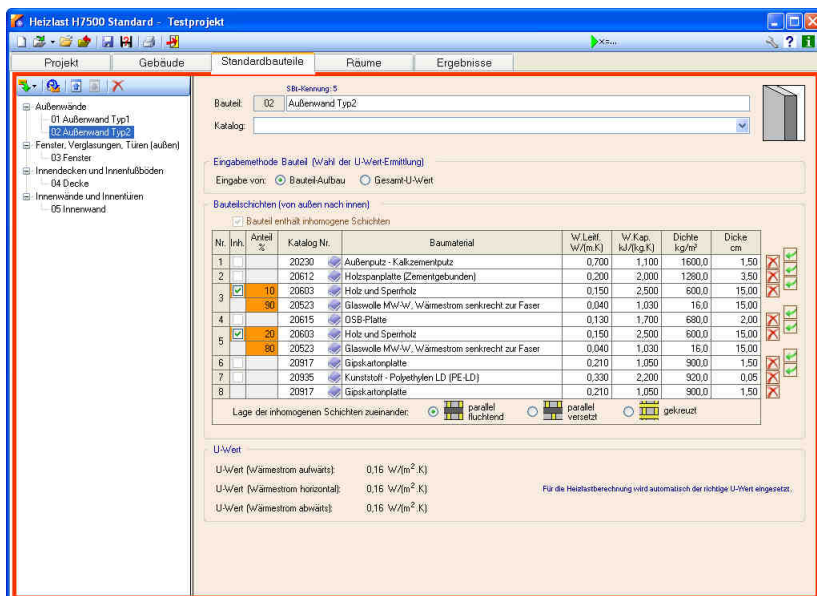 Heizlast H7500 Standard - Testprojekt
x=...
Projekt Gebäude Standardbauteile Räume Ergebnisse
Außenwände
01 Außenwand Typ1
02 Außenwand Typ2
Fenster, Verglasungen, Türen (außen)
03 Fenster
Innendecken und Innenfußböden
04 Decke
Innenwände und Innentüren
05 Innenwand
SBt-Kennung: 5
Bauteil: 02 Außenwand Typ2
Katalog:
Eingabemethode Bauteil (Wahl der U-Wert-Ermittlung)
Eingabe von: Bauteil-Aufbau Gesamt-U-Wert
Bauteilschichten (von außen nach innen)
Bauteil enthält inhomogene Schichten
Nr. Inh. Anteil % Katalog Nr. Baumaterial W.Leitf. W/(m.K) W.Kap. kJ/(kg.K) Dichte kg/m³ Dicke cm
1 20230 Außenputz - Kalkzementputz 0,700 1,100 1600,0 1,50
2 20612 Holzspanplatte (Zementgebunden) 0,200 2,000 1280,0 3,50
3 10 20603 Holz und Sperrholz 0,150 2,500 600,0 15,00
90 20523 Glaswolle MW-W, Wärmestrom senkrecht zur Faser 0,040 1,030 16,0 15,00
4 20615 OSB-Platte 0,130 1,700 680,0 2,00
5 20 20603 Holz und Sperrholz 0,150 2,500 600,0 15,00
80 20523 Glaswolle MW-W, Wärmestrom senkrecht zur Faser 0,040 1,030 16,0 15,00
6 20917 Gipskartonplatte 0,210 1,050 900,0 1,50
7 20935 Kunststoff - Polyethylen LD (PE-LD) 0,330 2,200 920,0 0,05
8 20917 Gipskartonplatte 0,210 1,050 900,0 1,50
Lage der inhomogenen Schichten zueinander: parallel fluchtend parallel versetzt gekreuzt
U-Wert
U-Wert (Wärmestrom aufwärts): 0,16 W/(m².K)
U-Wert (Wärmestrom horizontal): 0,16 W/(m².K) Für die Heizlastberechnung wird automatisch der richtige U-Wert eingesetzt.
U-Wert (Wärmestrom abwärts): 0,16 W/(m².K)